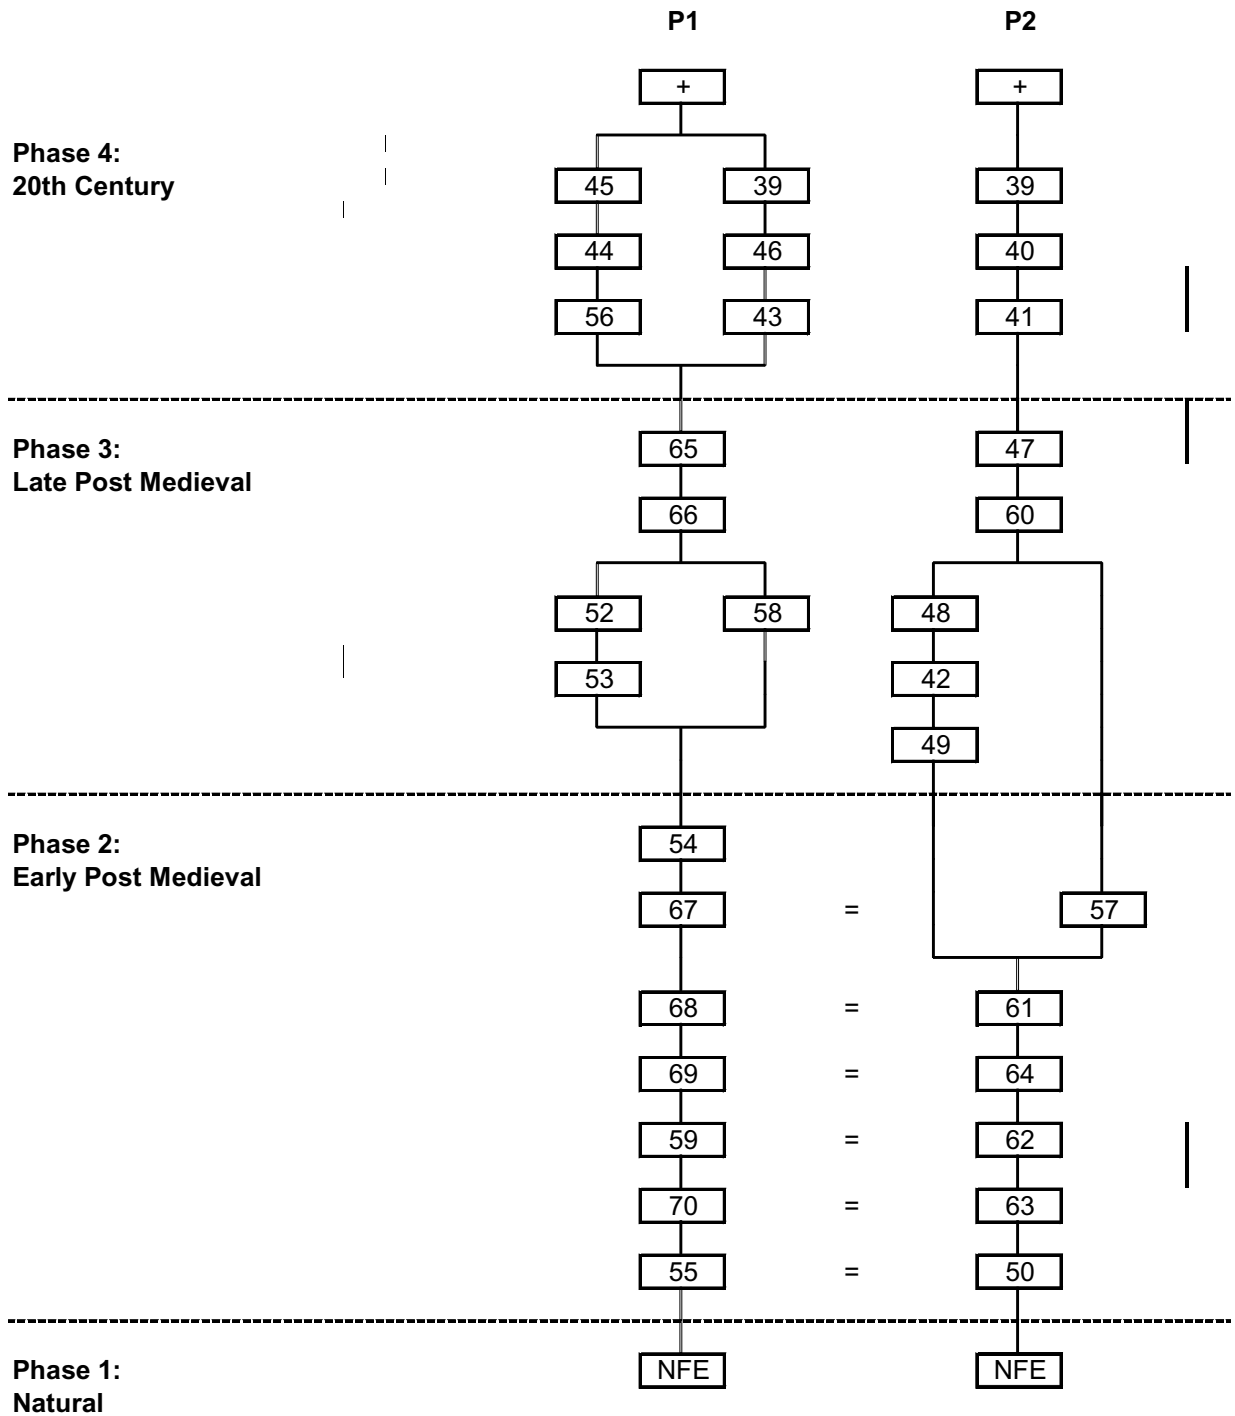 P1 P2
+ +
Phase 4:
20th Century
45 39 39
44 46 40
56 43 41
Phase 3:
Late Post Medieval
65 47
66 60
52 58 48
53 42
49
Phase 2:
Early Post Medieval
54
67 = 57
68 = 61
69 = 64
59 = 62
70 = 63
55 = 50
Phase 1:
Natural
NFE NFE